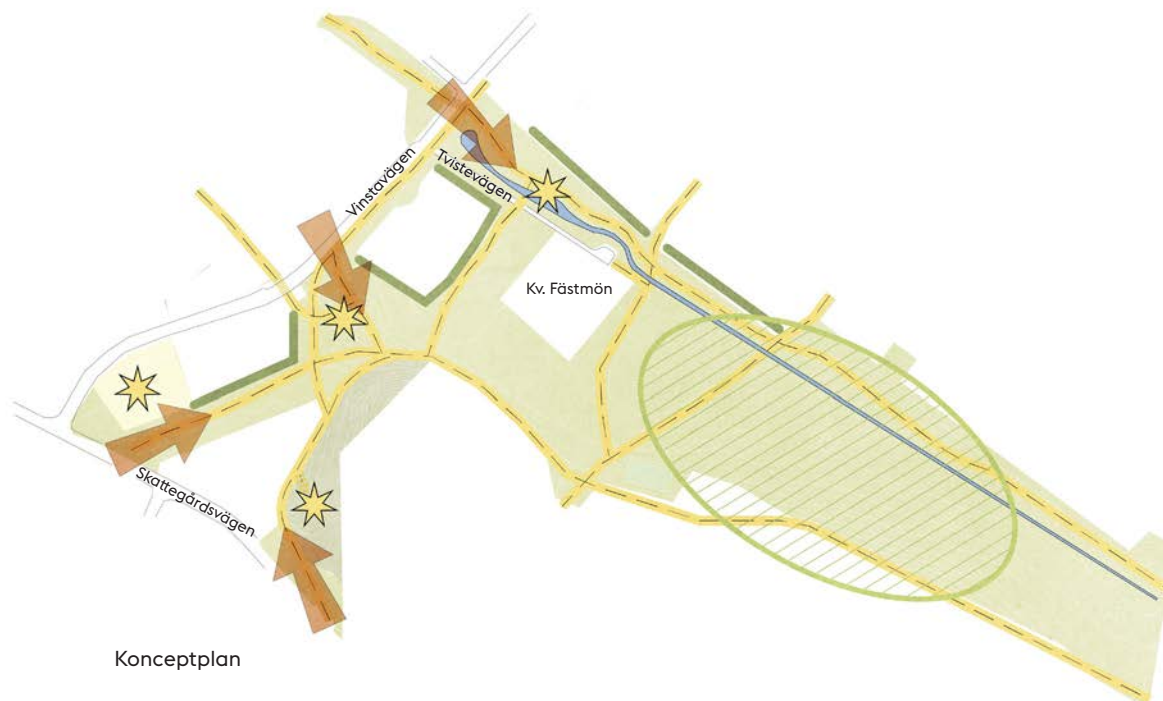 Vinstavägen
Tvistevägen
Kv. Fästmön
Skattegårdsvägen
Konceptplan